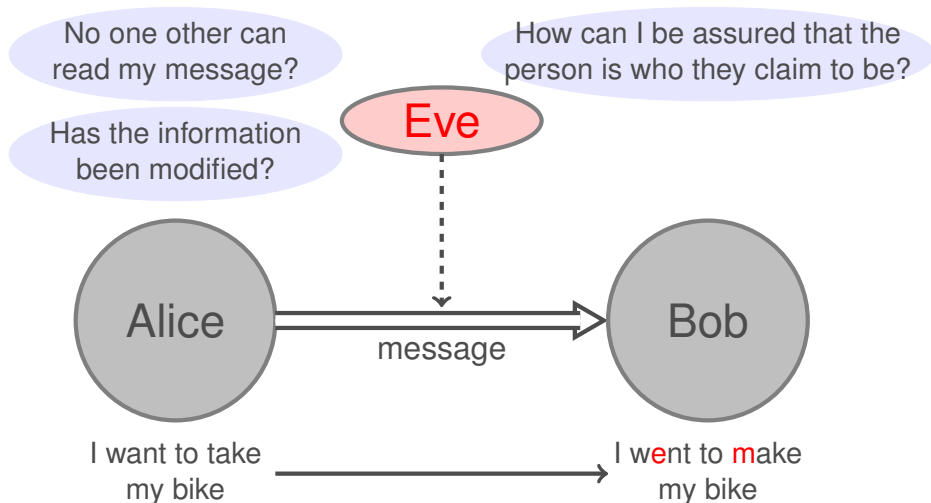 No one other can
read my message?
How can I be assured that the
person is who they claim to be?
Has the information
been modified?
Eve
Alice
message
Bob
I want to take
my bike
I went to make
my bike